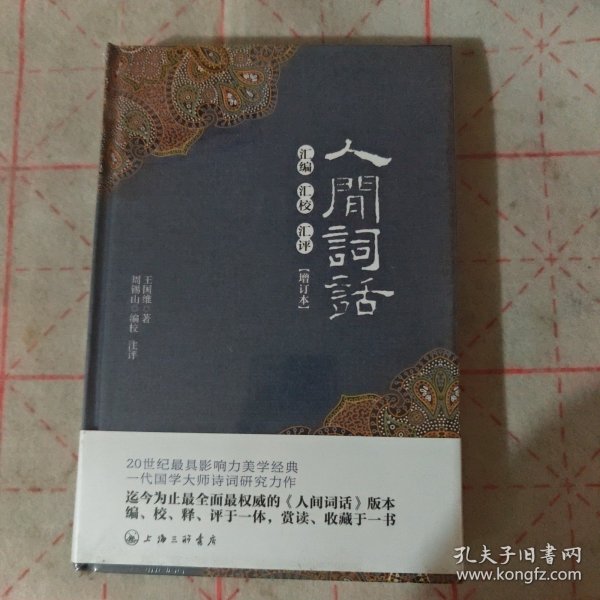 人間詞話
汇编 汇校 汇评
【增订本】
王国维◎著
周锡山◎编校 注评
20世纪最具影响力美学经典
一代国学大师诗词研究力作
迄今为止最全面最权威的《人间词话》版本
编、校、释、评于一体，赏读、收藏于一书
上海三联书店
孔夫子旧书网
www.kongfz.com